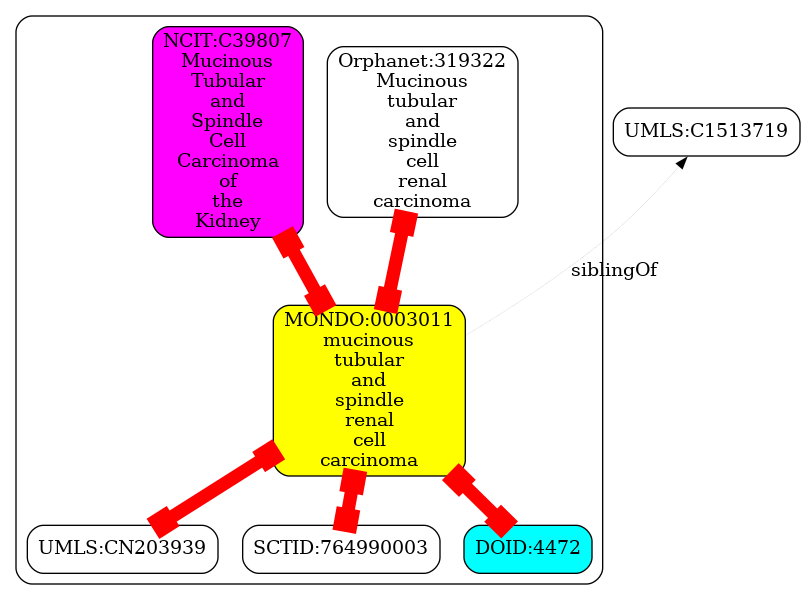 NCIT:C39807
Mucinous
Tubular
and
Spindle
Cell
Carcinoma
of
the
Kidney
Orphanet:319322
Mucinous
tubular
and
spindle
cell
renal
carcinoma
UMLS:C1513719
siblingOf
MONDO:0003011
mucinous
tubular
and
spindle
renal
cell
carcinoma
UMLS:CN203939
SCTID:764990003
DOID:4472